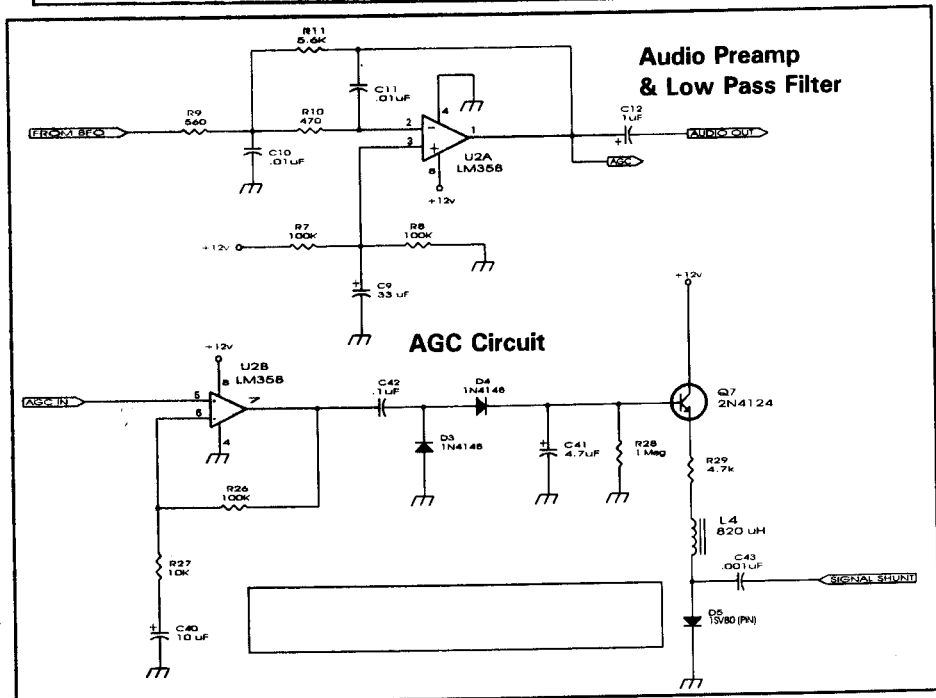 Audio Preamp
& Low Pass Filter
R11
5.6K
C11
.01uF
FROM BFO
R9
560
R10
470
C10
.01uF
2
3
4
1
8
U2A
LM358
+12v
C12
1uF
+
AUDIO OUT
AGC
+12v
R7
100K
R8
100K
+
C9
33 uF
AGC Circuit
+12v
U2B
LM358
AGC IN
5
6
8
7
4
R26
100K
R27
10K
+
C40
10 uF
C42
.1uF
D3
1N4148
D4
1N4148
+
C41
4.7uF
R28
1 Meg
+12v
Q7
2N4124
R29
4.7k
L4
820 uH
C43
.001uF
SIGNAL SHUNT
D5
1SV80 (PIN)